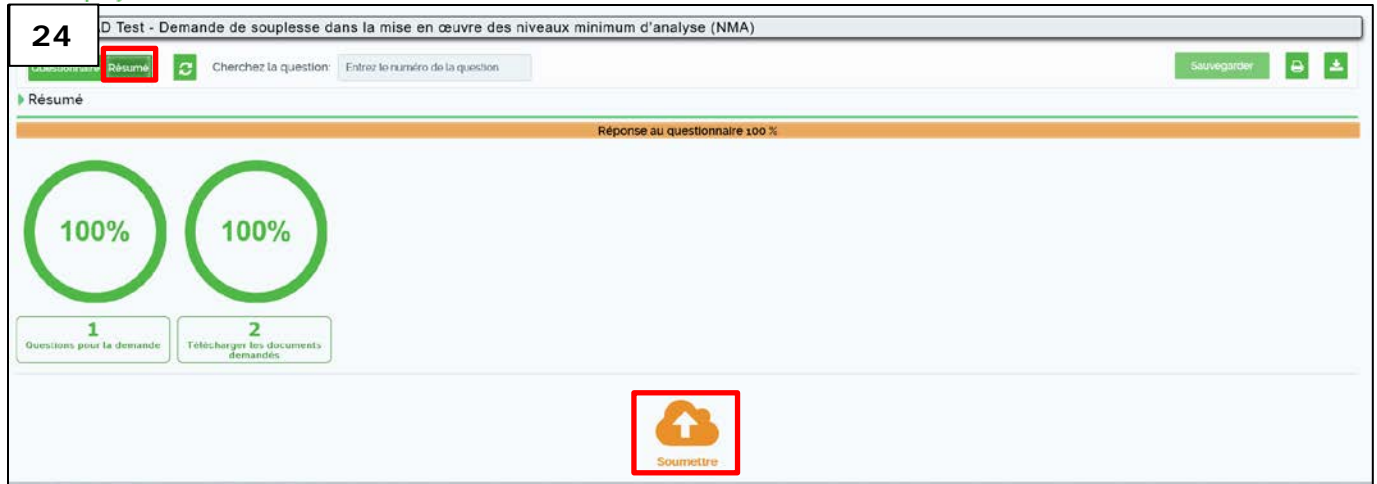 24
D Test - Demande de souplesse dans la mise en œuvre des niveaux minimum d'analyse (NMA)
Questionnaire Résumé Cherchez la question: Entrez le numéro de la question Sauvegarder
Résumé
Réponse au questionnaire 100 %
100% 100%
1 2
Questions pour la demande Télécharger les documents
demandés
Soumettre